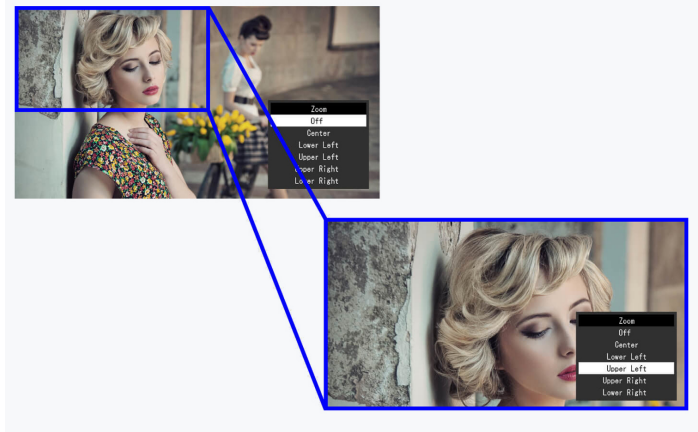 Zoom
Off
Center
Lower Left
Upper Left
Upper Right
Lower Right
Zoom
Off
Center
Lower Left
Upper Left
Upper Right
Lower Right